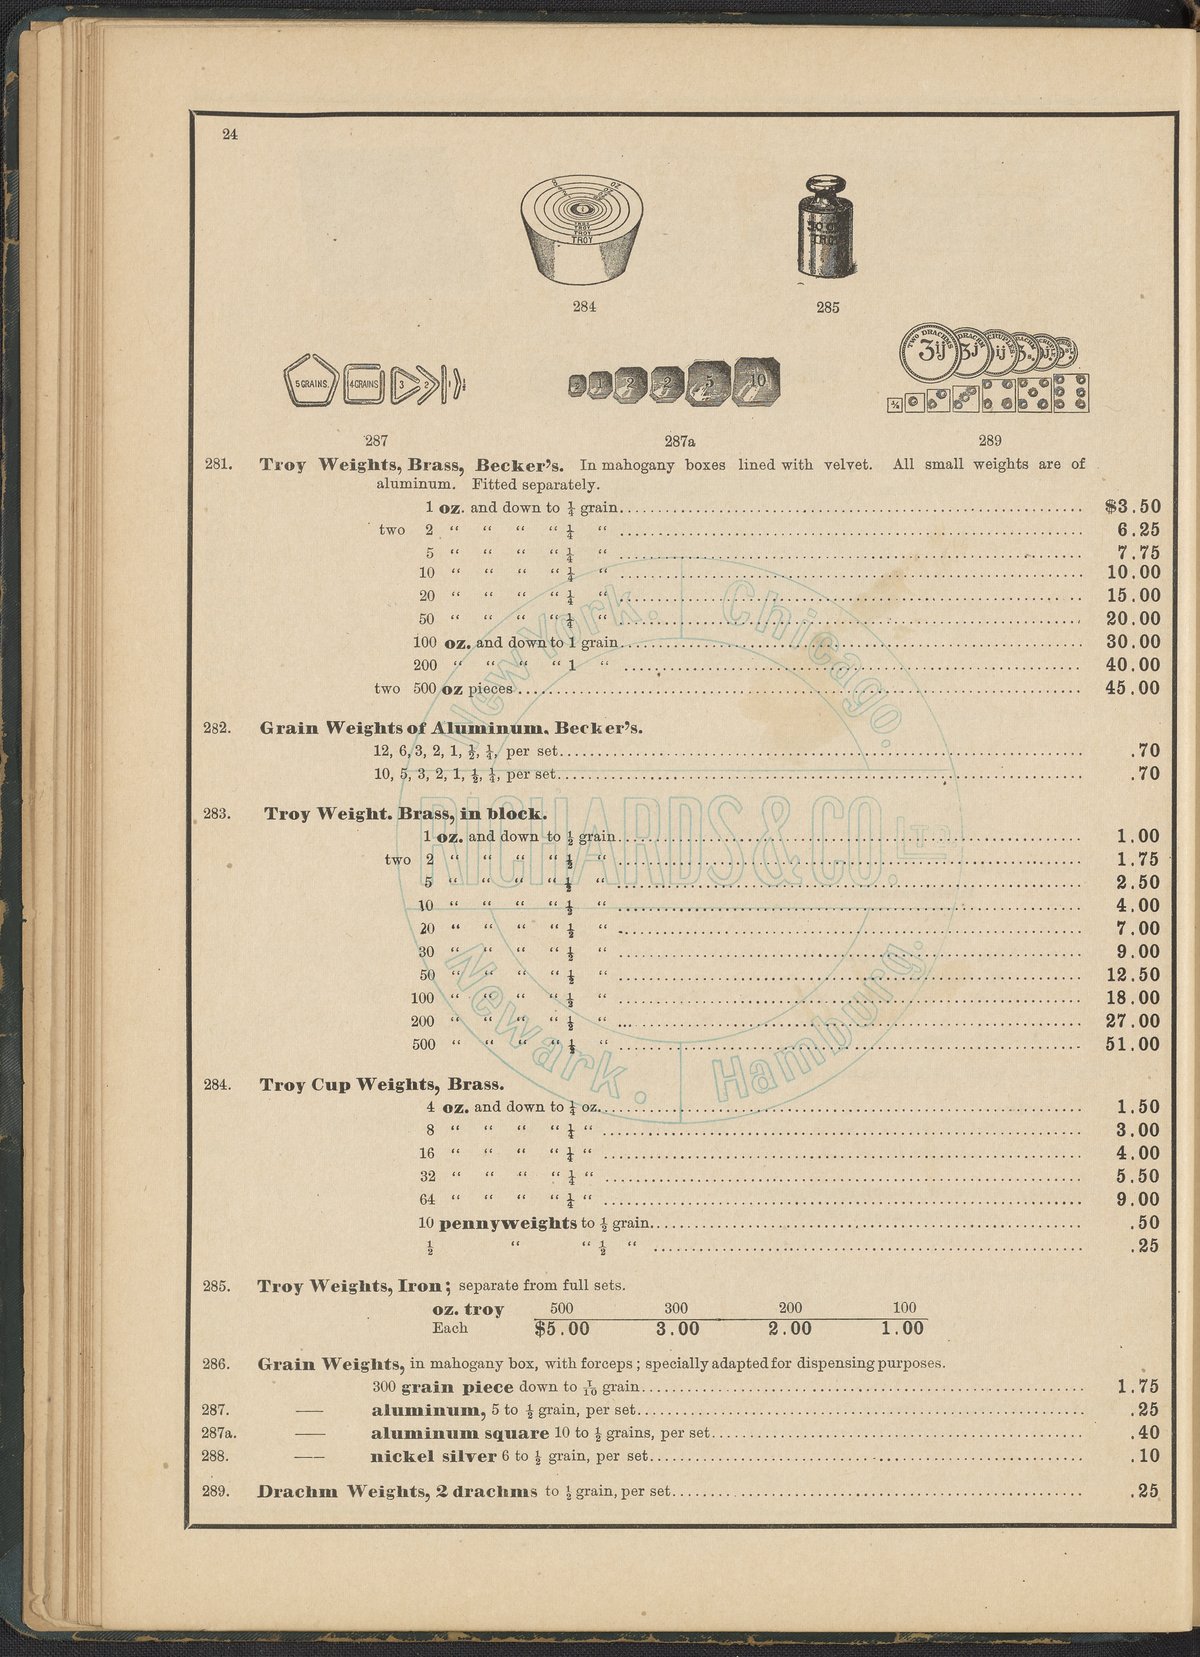 24
284
285
5 GRAINS.
4 GRAINS
3 2 1
½ 1 2 2 5 10
TWO DRACHMS
DRACHM
TROY
TROY
287
287a
289
281. Troy Weights, Brass, Becker's. In mahogany boxes lined with velvet. All small weights are of
aluminum. Fitted separately.
1 oz. and down to ¼ grain. $3.50
two 2 “ “ “ “ ¼ “ 6.25
5 “ “ “ “ ¼ “ 7.75
10 “ “ “ “ ¼ “ 10.00
20 “ “ “ “ ¼ “ 15.00
50 “ “ “ “ ¼ “ 20.00
100 oz. and down to 1 grain. 30.00
200 “ “ “ “ 1 “ 40.00
two 500 oz pieces 45.00
282. Grain Weights of Aluminum. Becker's.
12, 6, 3, 2, 1, ½, ¼, per set. .70
10, 5, 3, 2, 1, ½, ¼, per set. .70
283. Troy Weight. Brass, in block.
1 oz. and down to ½ grain. 1.00
two 2 “ “ “ “ ½ “ 1.75
5 “ “ “ “ ½ “ 2.50
10 “ “ “ “ ½ “ 4.00
20 “ “ “ “ ½ “ 7.00
30 “ “ “ “ ½ “ 9.00
50 “ “ “ “ ½ “ 12.50
100 “ “ “ “ ½ “ 18.00
200 “ “ “ “ ½ “ 27.00
500 “ “ “ “ ½ “ 51.00
284. Troy Cup Weights, Brass.
4 oz. and down to ¼ oz. 1.50
8 “ “ “ “ ¼ “ 3.00
16 “ “ “ “ ¼ “ 4.00
32 “ “ “ “ ¼ “ 5.50
64 “ “ “ “ ¼ “ 9.00
10 pennyweights to ½ grain. .50
½ “ “ ½ “ .25
285. Troy Weights, Iron; separate from full sets.
oz. troy 500 300 200 100
Each $5.00 3.00 2.00 1.00
286. Grain Weights, in mahogany box, with forceps; specially adapted for dispensing purposes.
300 grain piece down to 1/10 grain. 1.75
287. — aluminum, 5 to ½ grain, per set. .25
287a. — aluminum square 10 to ½ grains, per set. .40
288. — nickel silver 6 to ½ grain, per set. .10
289. Drachm Weights, 2 drachms to ½ grain, per set. .25
New York. Chicago.
RICHARDS & CO. LTD
Newark. Hamburg.